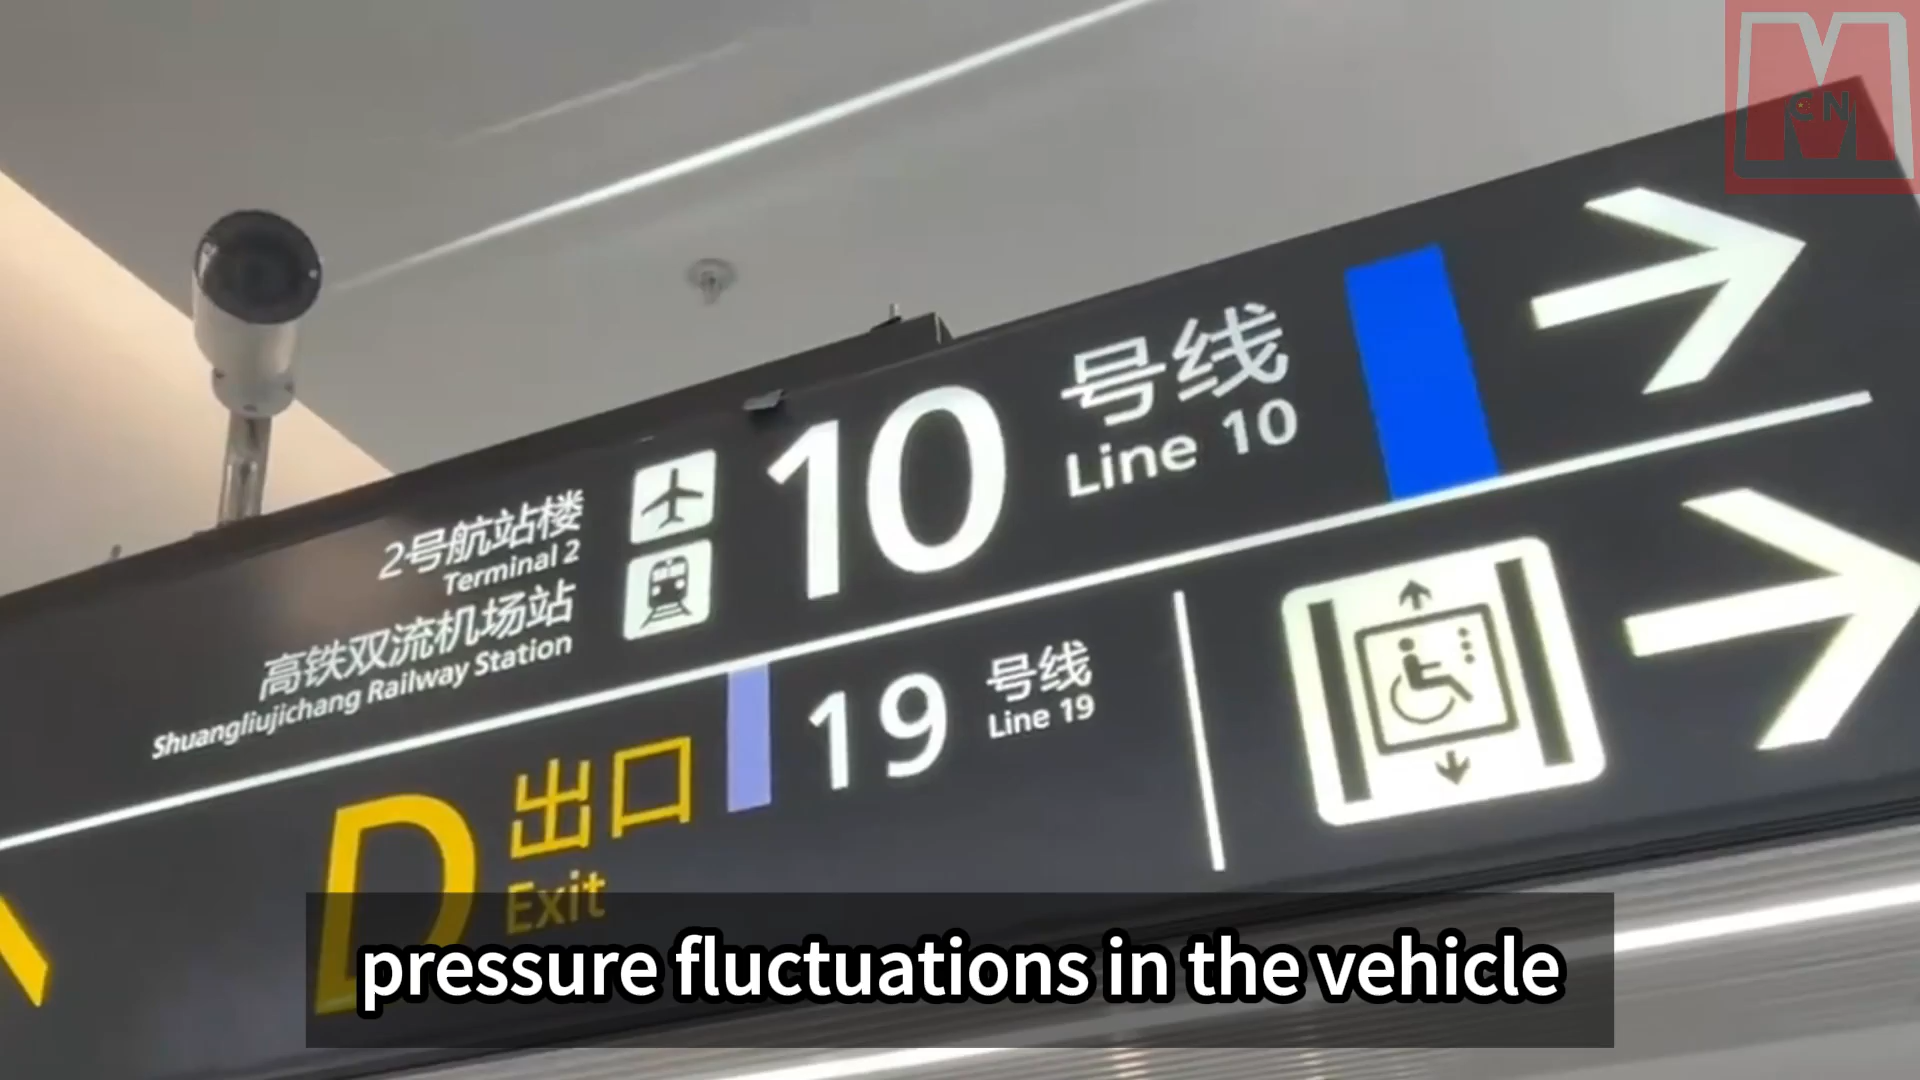 M
CN
2号航站楼
Terminal 2
高铁双流机场站
Shuangliujichang Railway Station
10 号线
Line 10
D 出口
Exit
19 号线
Line 19
pressure fluctuations in the vehicle